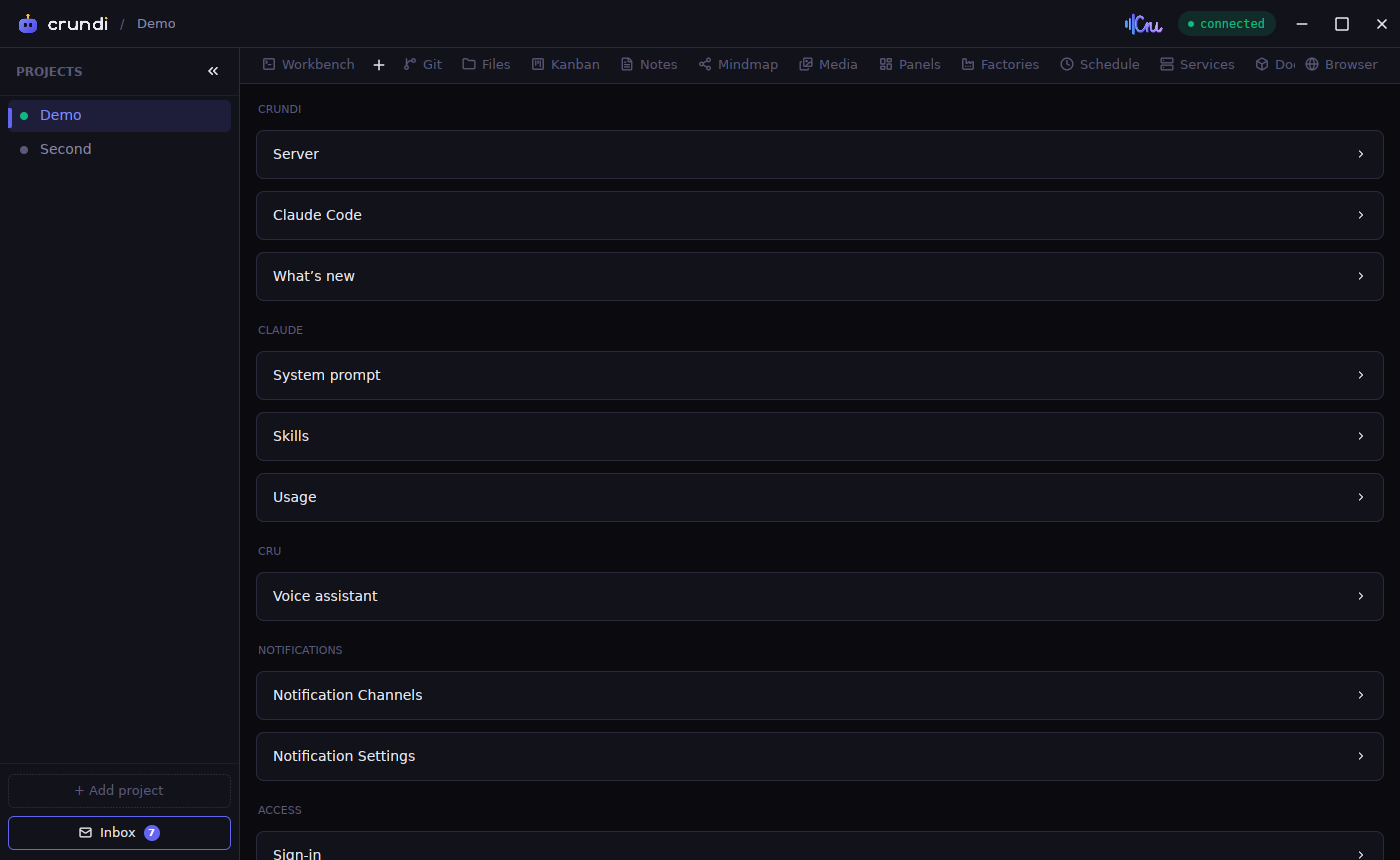 crundi / Demo
Cru
connected
PROJECTS
Workbench + Git Files Kanban Notes Mindmap Media Panels Factories Schedule Services Browser
Demo
Second
CRUNDI
Server
Claude Code
What’s new
CLAUDE
System prompt
Skills
Usage
CRU
Voice assistant
NOTIFICATIONS
Notification Channels
Notification Settings
ACCESS
Sign-in
+ Add project
Inbox 7